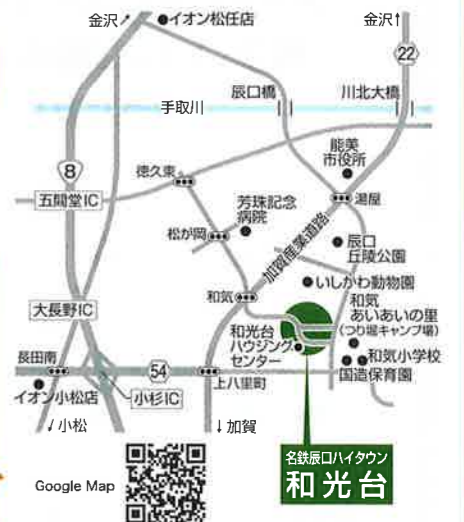 金沢↗
●イオン松任店
金沢↑
22
辰口橋
川北大橋
手取川
能美
市役所
8
徳久東
五間堂IC
芳珠記念
病院
湯屋
松が岡
加賀産業道路
辰口
丘陵公園
いしかわ動物園
和気
大長野IC
和気
あいあいの里
(つり堀キャンプ場)
和光台
ハウジング
センター
長田南
54
和気小学校
国造保育園
上八里町
イオン小松店
小杉IC
↓小松
↓加賀
Google Map
名鉄辰口ハイタウン
和光台